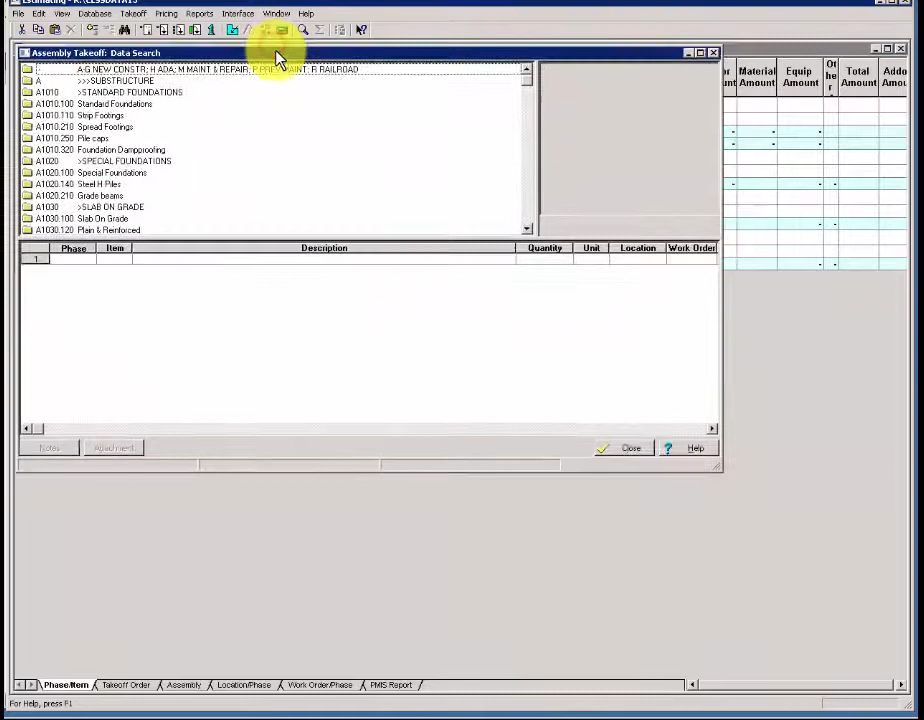 Estimating - R:\CESSDATA13
File Edit View Database Takeoff Pricing Reports Interface Window Help
Assembly Takeoff: Data Search
A-G NEW CONSTR; H ADA; M MAINT & REPAIR; P PREV MAINT; R RAILROAD
A >>>SUBSTRUCTURE
A1010 >STANDARD FOUNDATIONS
A1010.100 Standard Foundations
A1010.110 Strip Footings
A1010.210 Spread Footings
A1010.250 Pile caps
A1010.320 Foundation Dampproofing
A1020 >SPECIAL FOUNDATIONS
A1020.100 Special Foundations
A1020.140 Steel H Piles
A1020.210 Grade beams
A1030 >SLAB ON GRADE
A1030.100 Slab On Grade
A1030.120 Plain & Reinforced
Material Amount Equip Amount Other Total Amount Addo Amou
Phase Item Description Quantity Unit Location Work Order
1
Notes Attachment Close Help
Phase/Item Takeoff Order Assembly Location/Phase Work Order/Phase PMIS Report
For Help, press F1